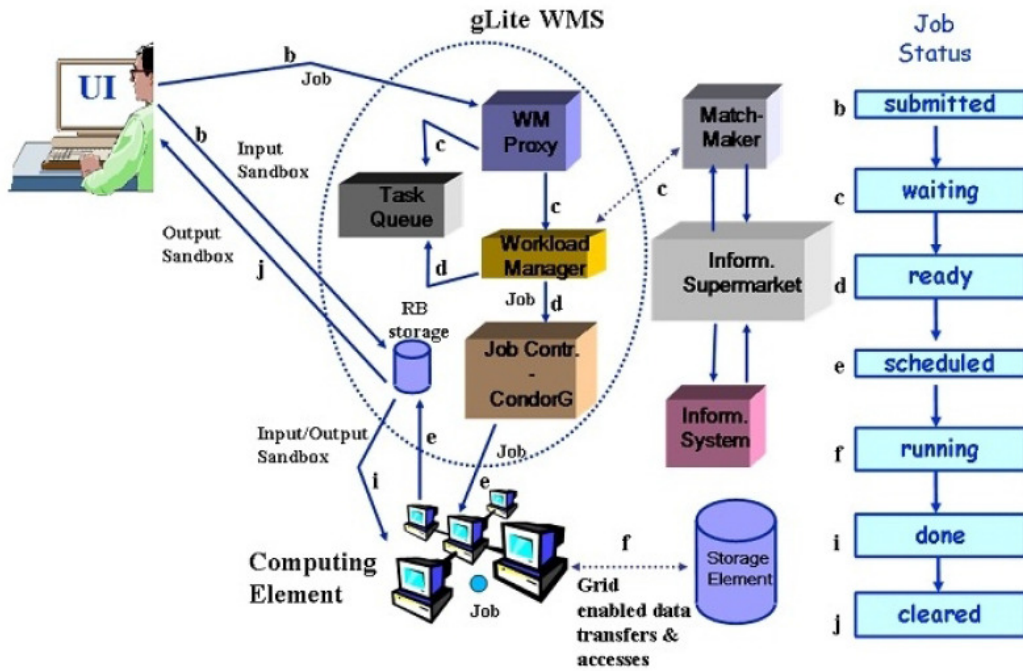 gLite WMS
Job
Status
UI
b
Job
b
Input
Sandbox
Output
Sandbox
j
WM
Proxy
c
Task
Queue
c
Workload
Manager
d
Job
d
RB
storage
Job Contr.
-
CondorG
Match-
Maker
c
Inform.
Supermarket
Inform.
System
Input/Output
Sandbox
i
e
Job
e
Computing
Element
Job
f
Grid
enabled data
transfers &
accesses
Storage
Element
b
submitted
c
waiting
d
ready
e
scheduled
f
running
i
done
j
cleared